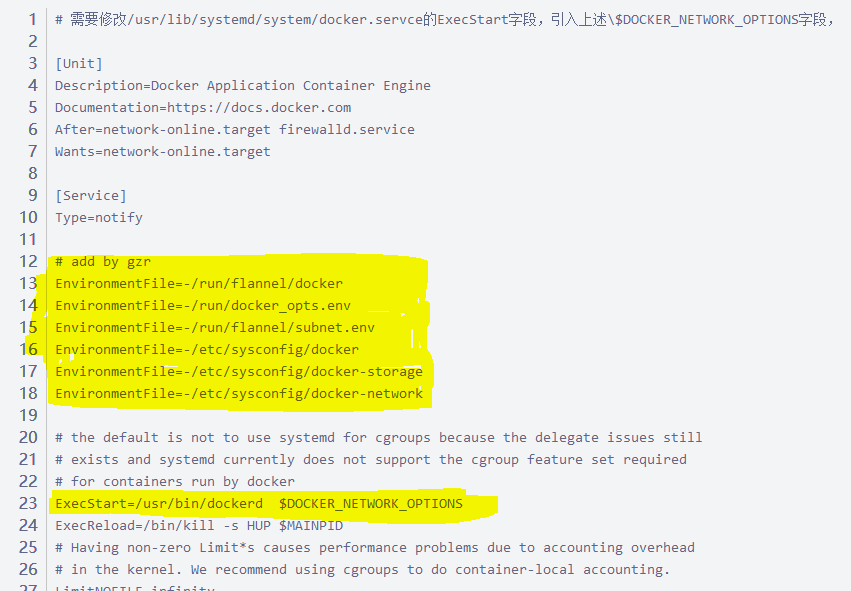 1 # 需要修改/usr/lib/systemd/system/docker.servce的ExecStart字段，引入上述\$DOCKER_NETWORK_OPTIONS字段，
2
3 [Unit]
4 Description=Docker Application Container Engine
5 Documentation=https://docs.docker.com
6 After=network-online.target firewalld.service
7 Wants=network-online.target
8
9 [Service]
10 Type=notify
11
12 # add by gzr
13 EnvironmentFile=-/run/flannel/docker
14 EnvironmentFile=-/run/docker_opts.env
15 EnvironmentFile=-/run/flannel/subnet.env
16 EnvironmentFile=-/etc/sysconfig/docker
17 EnvironmentFile=-/etc/sysconfig/docker-storage
18 EnvironmentFile=-/etc/sysconfig/docker-network
19
20 # the default is not to use systemd for cgroups because the delegate issues still
21 # exists and systemd currently does not support the cgroup feature set required
22 # for containers run by docker
23 ExecStart=/usr/bin/dockerd  $DOCKER_NETWORK_OPTIONS
24 ExecReload=/bin/kill -s HUP $MAINPID
25 # Having non-zero Limit*s causes performance problems due to accounting overhead
26 # in the kernel. We recommend using cgroups to do container-local accounting.
27 LimitNOFILE=infinity